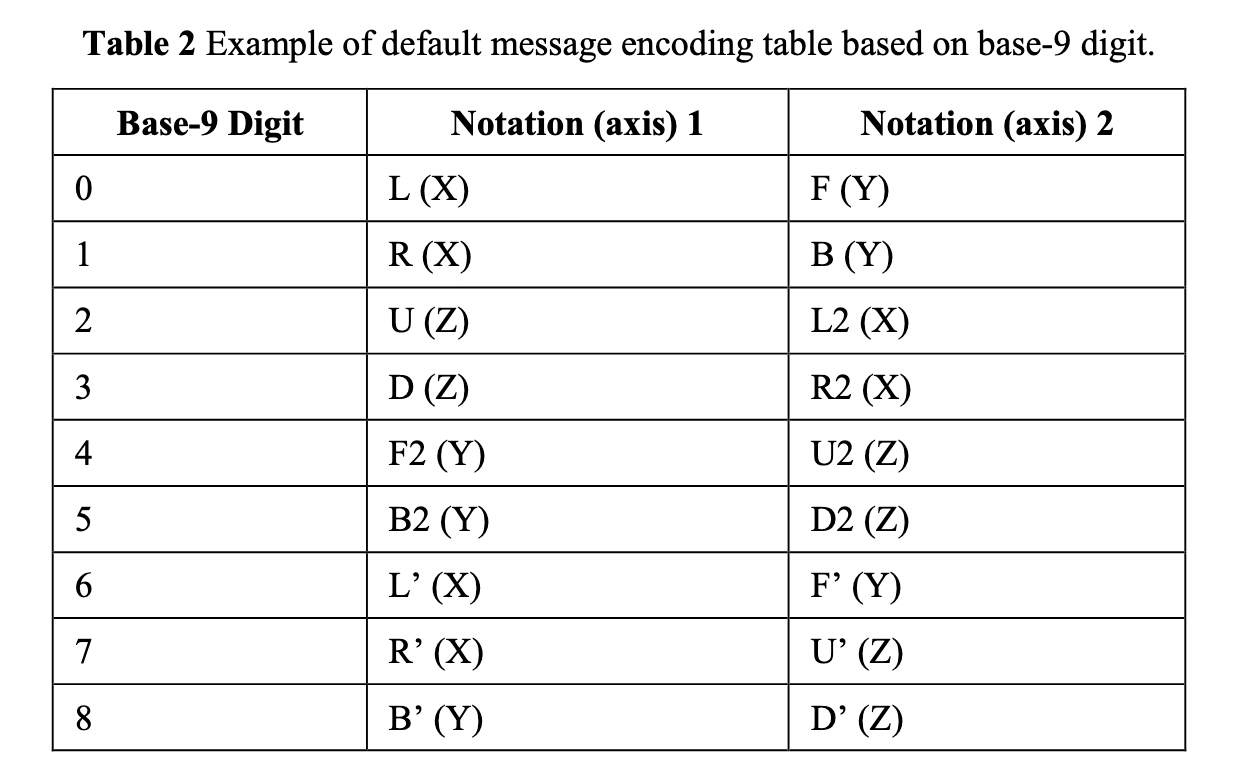 Table 2 Example of default message encoding table based on base-9 digit.
Base-9 Digit Notation (axis) 1 Notation (axis) 2
0 L (X) F (Y)
1 R (X) B (Y)
2 U (Z) L2 (X)
3 D (Z) R2 (X)
4 F2 (Y) U2 (Z)
5 B2 (Y) D2 (Z)
6 L’ (X) F’ (Y)
7 R’ (X) U’ (Z)
8 B’ (Y) D’ (Z)